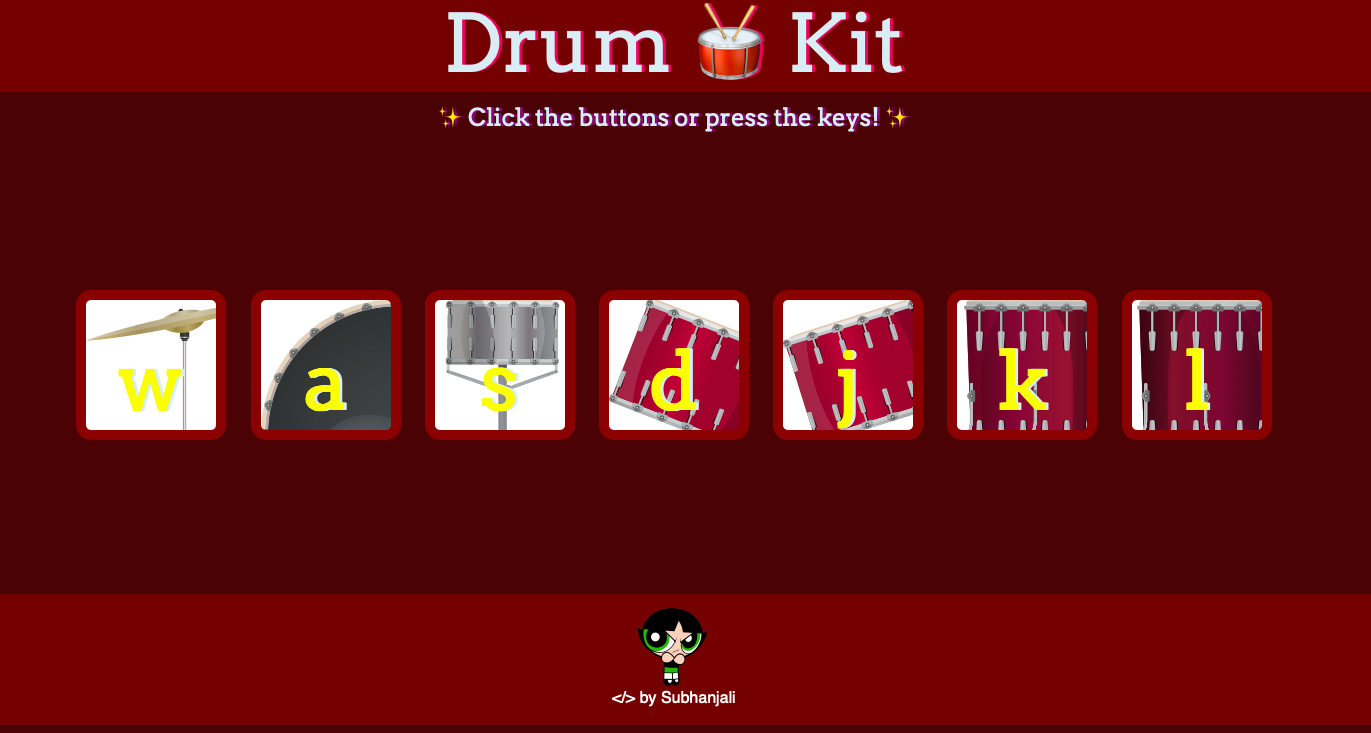 Drum 🥁 Kit
✨ Click the buttons or press the keys! ✨
w a s d j k l
</> by Subhanjali